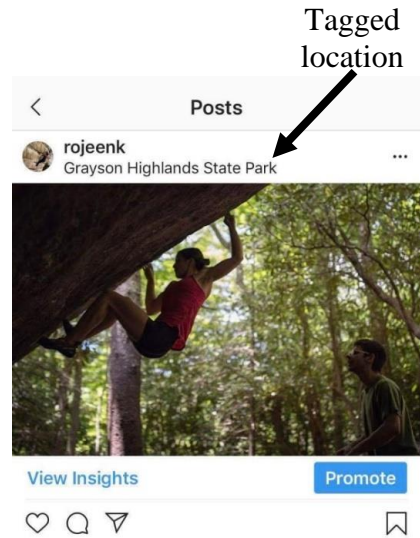 Tagged
location
Posts
rojeenk
Grayson Highlands State Park
View Insights
Promote